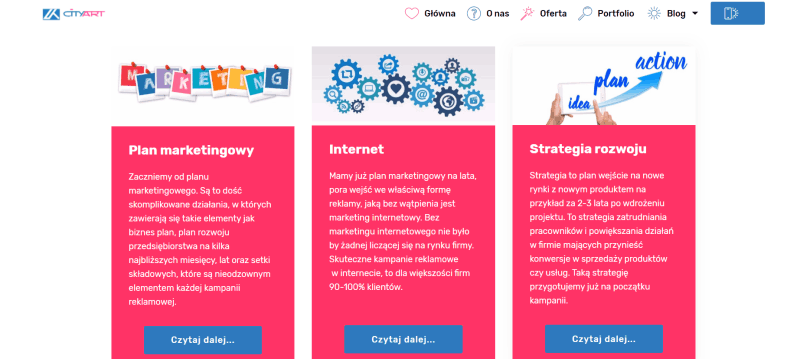 CITYART
Główna
O nas
Oferta
Portfolio
Blog
MARKETING
idea
plan
action
Plan marketingowy
Zaczniemy od planu
marketingowego. Są to dość
skomplikowane działania, w których
zawierają się takie elementy jak
biznes plan, plan rozwoju
przedsiębiorstwa na kilka
najbliższych miesięcy, lat oraz setki
składowych, które są nieodzownym
elementem każdej kampanii
reklamowej.
Czytaj dalej...
Internet
Mamy już plan marketingowy na lata,
pora wejść we właściwą formę
reklamy, jaką bez wątpienia jest
marketing internetowy. Bez
marketingu internetowego nie było
by żadnej liczącej się na rynku firmy.
Skuteczne kampanie reklamowe
w internecie, to dla większości firm
90-100% klientów.
Czytaj dalej...
Strategia rozwoju
Strategia to plan wejście na nowe
rynki z nowym produktem na
przykład za 2-3 lata po wdrożeniu
projektu. To strategia zatrudniania
pracowników i powiększania działań
w firmie mających przynieść
konwersje w sprzedaży produktów
czy usług. Taką strategię
przygotujemy już na początku
kampanii.
Czytaj dalej...